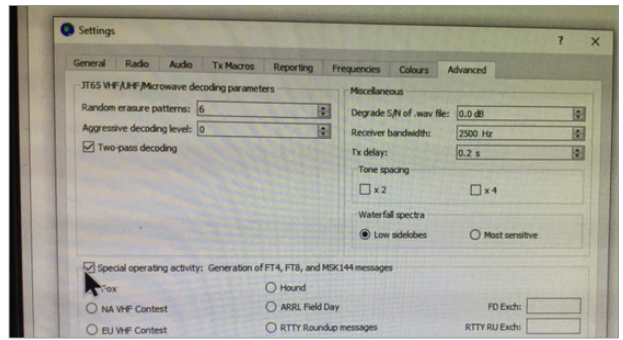 Settings
General Radio Audio Tx Macros Reporting Frequencies Colours Advanced
JT65 VHF/UHF/Microwave decoding parameters
Random erasure patterns: 6
Aggressive decoding level: 0
Two-pass decoding
Miscellaneous
Degrade S/N of .wav file: 0.0 dB
Receiver bandwidth: 2500 Hz
Tx delay: 0.2 s
Tone spacing
x 2 x 4
Waterfall spectra
Low sidelobes Most sensitive
Special operating activity: Generation of FT4, FT8, and MSK144 messages
Fox Hound
NA VHF Contest ARRL Field Day FD Exch:
EU VHF Contest RTTY Roundup messages RTTY RU Exch: